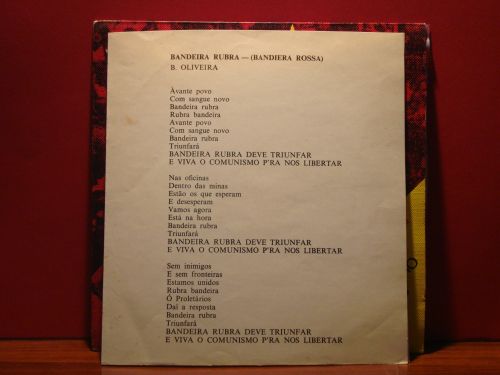 BANDEIRA RUBRA — (BANDIERA ROSSA)
B. OLIVEIRA
Àvante povo
Com sangue novo
Bandeira rubra
Rubra bandeira
Avante povo
Com sangue novo
Bandeira rubra
Triunfará
BANDEIRA RUBRA DEVE TRIUNFAR
E VIVA O COMUNISMO P'RA NOS LIBERTAR
Nas oficinas
Dentro das minas
Estão os que esperam
E desesperam
Vamos agora
Está na hora
Bandeira rubra
Triunfará
BANDEIRA RUBRA DEVE TRIUNFAR
E VIVA O COMUNISMO P'RA NOS LIBERTAR
Sem inimigos
E sem fronteiras
Estamos unidos
Rubra bandeira
Ó Proletários
Daí a resposta
Bandeira rubra
Triunfará
BANDEIRA RUBRA DEVE TRIUNFAR
E VIVA O COMUNISMO P'RA NOS LIBERTAR